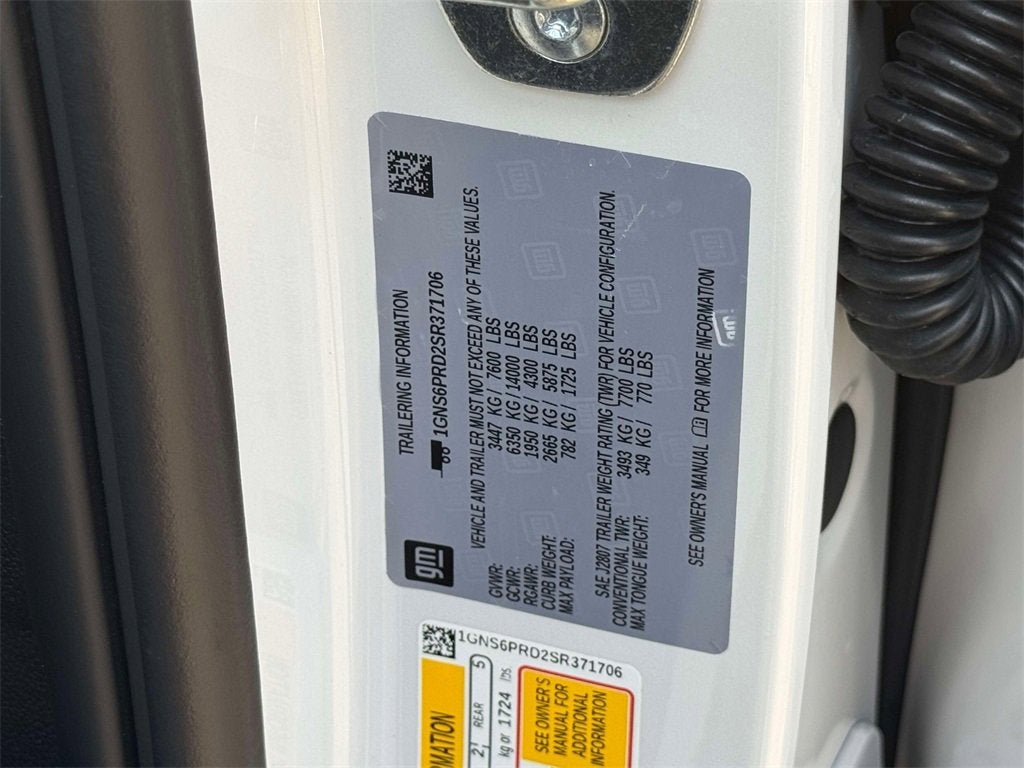 gm
TRAILERING INFORMATION
1GNS6PRD2SR371706
VEHICLE AND TRAILER MUST NOT EXCEED ANY OF THESE VALUES.
GVWR: 3447 KG / 7600 LBS
GCWR: 6350 KG / 14000 LBS
RGAWR: 1950 KG / 4300 LBS
CURB WEIGHT: 2665 KG / 5875 LBS
MAX PAYLOAD: 782 KG / 1725 LBS
SAE J2807 TRAILER WEIGHT RATING (TWR) FOR VEHICLE CONFIGURATION.
CONVENTIONAL TWR: 3493 KG / 7700 LBS
MAX TONGUE WEIGHT: 349 KG / 770 LBS
SEE OWNER'S MANUAL FOR MORE INFORMATION
gm
1GNS6PRD2SR371706
REAR 5
kg or 1724 lbs
SEE OWNER'S
MANUAL FOR
ADDITIONAL
INFORMATION